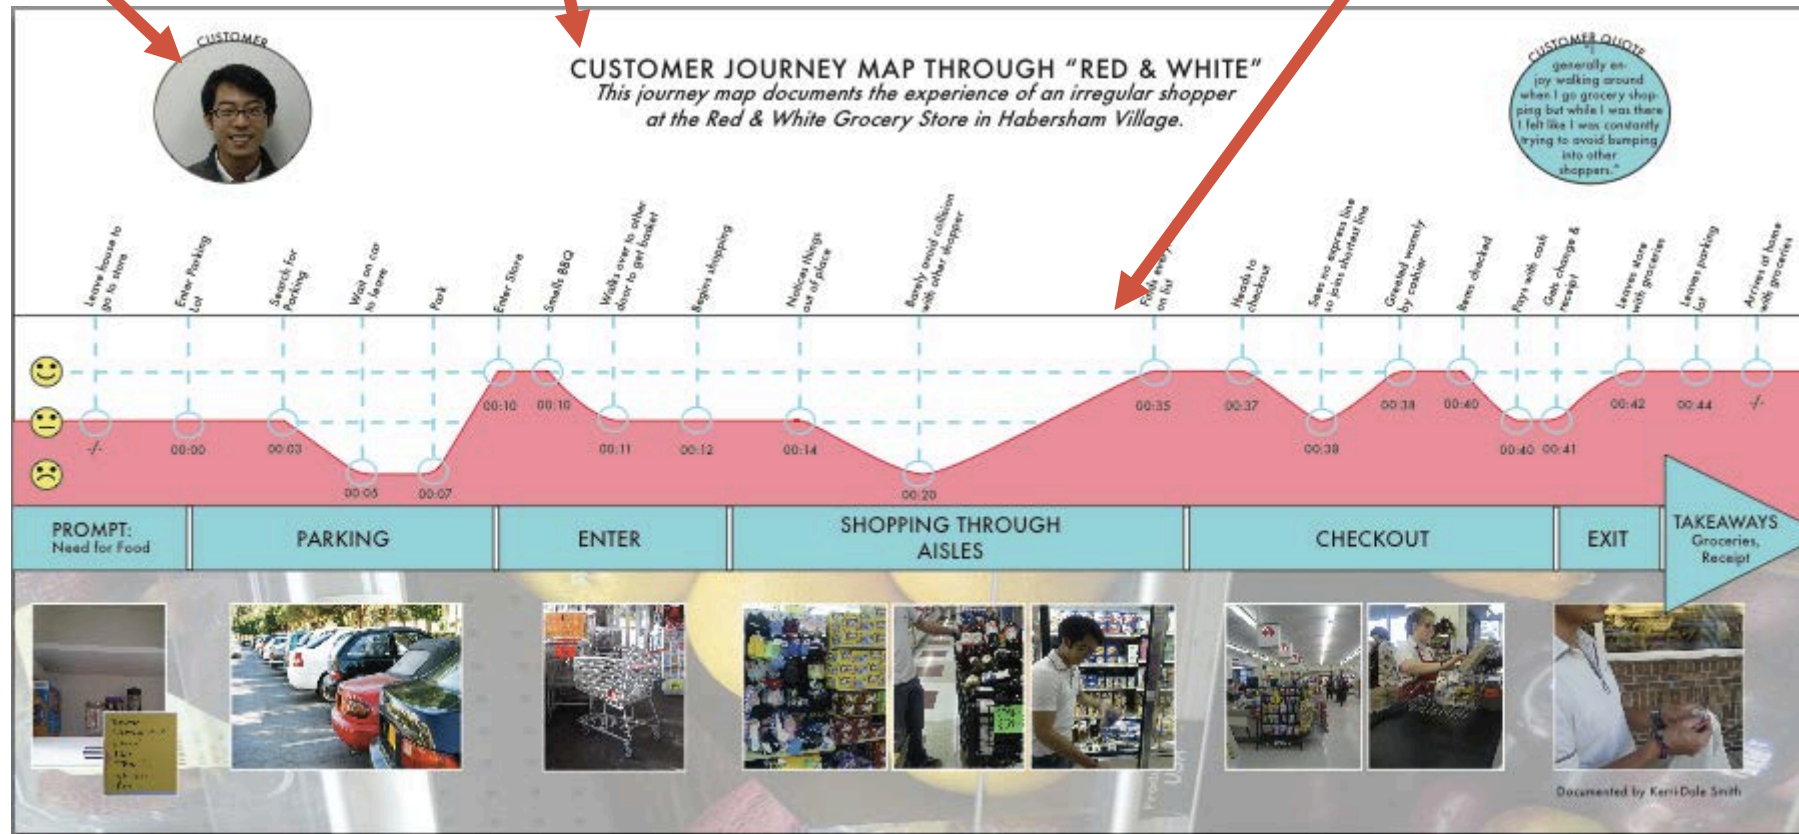 CUSTOMER
CUSTOMER JOURNEY MAP THROUGH “RED & WHITE”
This journey map documents the experience of an irregular shopper
at the Red & White Grocery Store in Habersham Village.
CUSTOMER QUOTE
"I
generally en-
joy walking around
when I go grocery shop-
ping but while I was there
I felt like I was constantly
trying to avoid bumping
into other
shoppers."
Leave house to
go to store
Enter Parking
Lot
Search for
Parking
Wait on car
to leave
Park
Enter Store
Smells BBQ
Walks over to other
door to get basket
Begins shopping
Notices things
out of place
Barely avoid collision
with other shopper
Finds every
on list
Heads to
checkout
Sees no express line
so joins shortest line
Greeted warmly
by cashier
Items checked
Pays with cash
Gets change &
receipt
Leaves store
with groceries
Leaves parking
lot
Arrives at home
with groceries
-/-
00:00
00:03
00:05
00:07
00:10
00:10
00:11
00:12
00:14
00:20
00:35
00:37
00:38
00:38
00:40
00:40
00:41
00:42
00:44
-/-
PROMPT:
Need for Food
PARKING
ENTER
SHOPPING THROUGH
AISLES
CHECKOUT
EXIT
TAKEAWAYS
Groceries,
Receipt
Documented by Kerri-Dale Smith